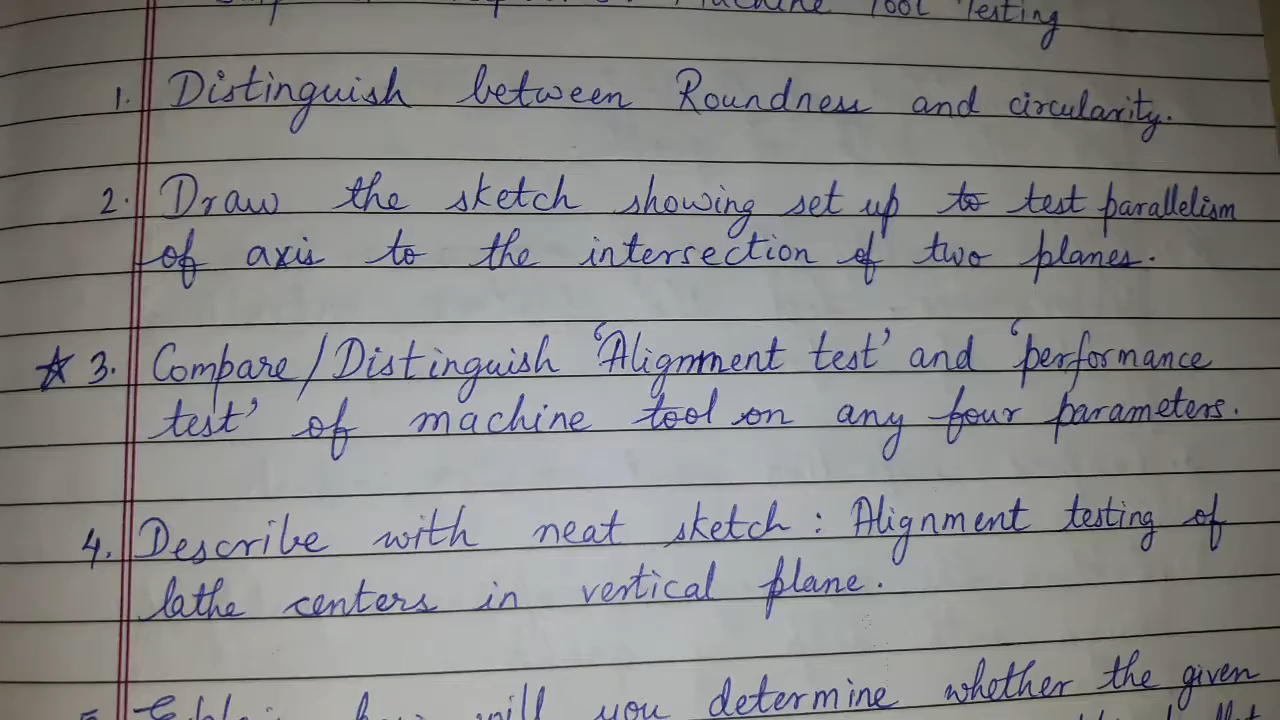 Machine Tool Testing
1. Distinguish between Roundness and circularity.
2. Draw the sketch showing set up to test parallelism
of axis to the intersection of two planes.
☆ 3. Compare/Distinguish 'Alignment test' and 'performance
test' of machine tool on any four parameters.
4. Describe with neat sketch : Alignment testing of
lathe centers in vertical plane.
will you determine whether the given